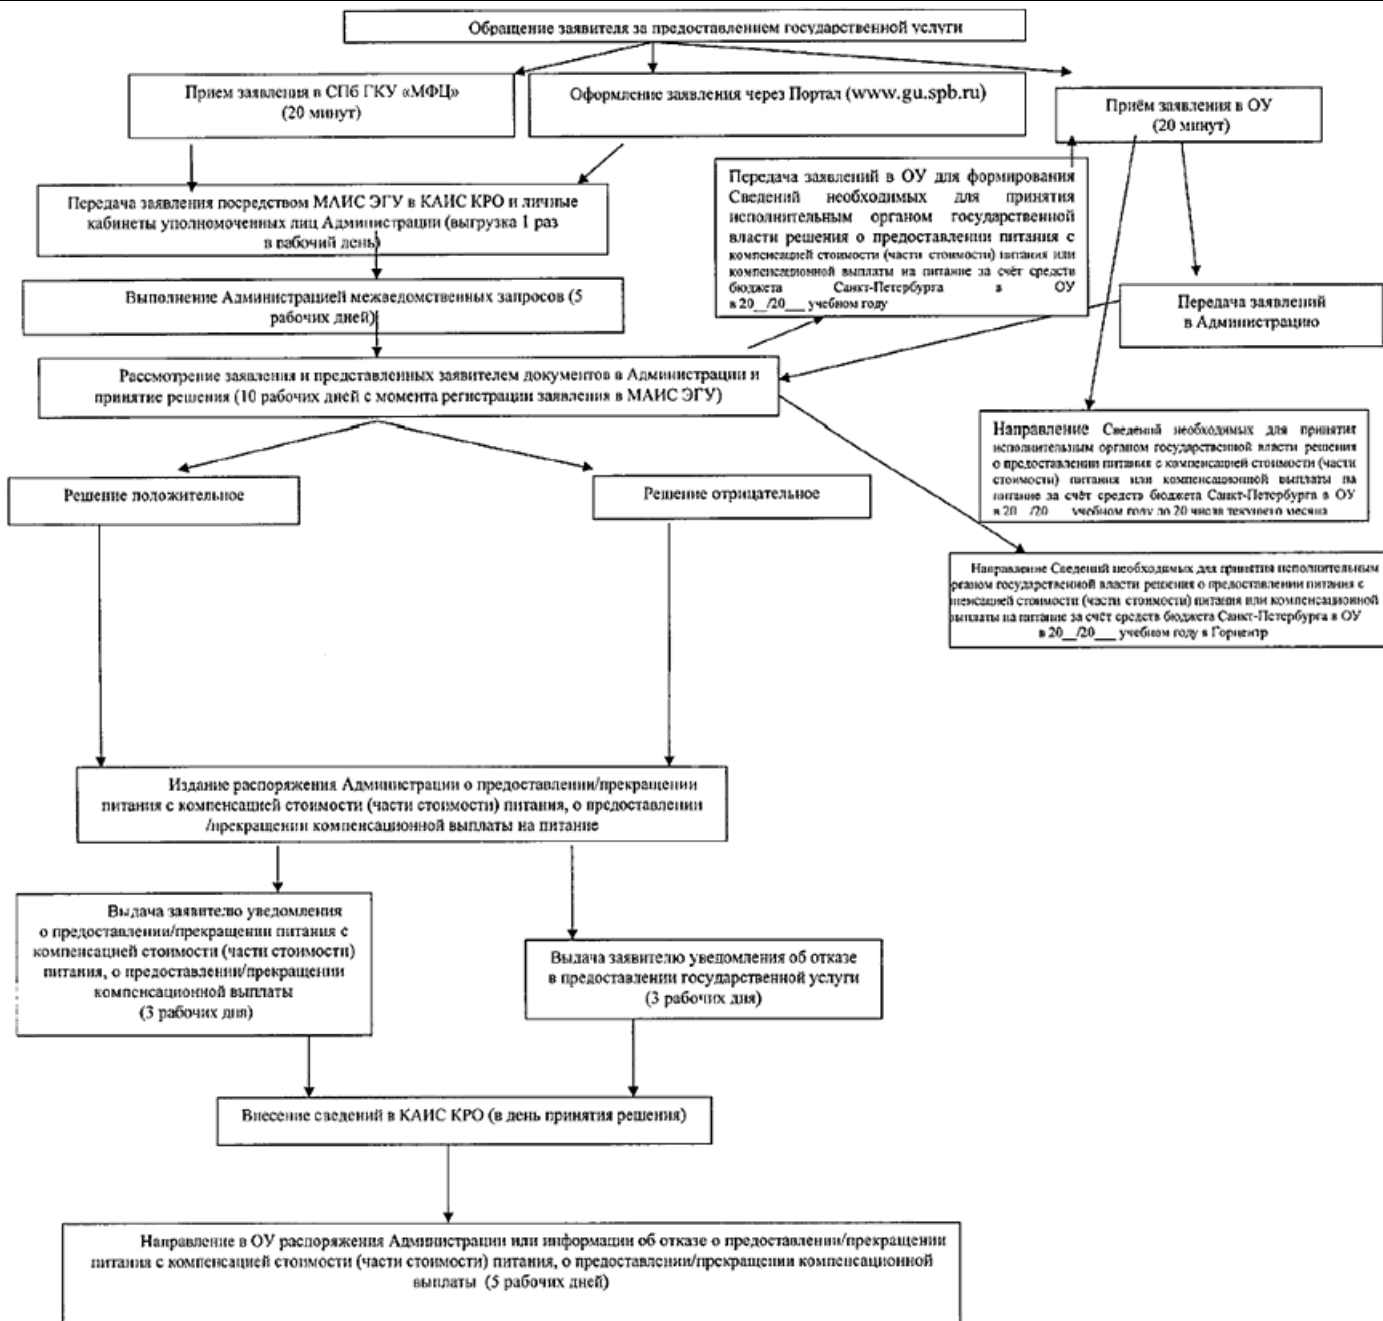 Обращение заявителя за предоставлением государственной услуги
Прием заявления в СПб ГКУ «МФЦ»
(20 минут)
Оформление заявления через Портал (www.gu.spb.ru)
Приём заявления в ОУ
(20 минут)
Передача заявления посредством МАИС ЭГУ в КАИС КРО и личные
кабинеты уполномоченных лиц Администрации (выгрузка 1 раз
в рабочий день)
Передача заявлений в ОУ для формирования
Сведений необходимых для принятия
исполнительным органом государственной
власти решения о предоставлении питания с
компенсацией стоимости (части стоимости) питания или
компенсационной выплаты на питание за счёт средств
бюджета Санкт-Петербурга в ОУ
в 20__/20___ учебном году
Выполнение Администрацией межведомственных запросов (5
рабочих дней)
Передача заявлений
в Администрацию
Рассмотрение заявления и представленных заявителем документов в Администрации и
принятие решения (10 рабочих дней с момента регистрации заявления в МАИС ЭГУ)
Направление Сведений необходимых для принятия
исполнительным органом государственной власти решения
о предоставлении питания с компенсацией стоимости (части
стоимости) питания или компенсационной выплаты на
питание за счёт средств бюджета Санкт-Петербурга в ОУ
в 20__/20___ учебном году до 20 числа текущего месяца
Решение положительное
Решение отрицательное
Направление Сведений необходимых для принятия исполнительным
рганом государственной власти решения о предоставлении питания с
пенсацией стоимости (части стоимости) питания или компенсационной
выплаты на питание за счёт средств бюджета Санкт-Петербурга в ОУ
в 20__/20___ учебном году в Горцентр
Издание распоряжения Администрации о предоставлении/прекращении
питания с компенсацией стоимости (части стоимости) питания, о предоставлении
/прекращении компенсационной выплаты на питание
Выдача заявителю уведомления
о предоставлении/прекращении питания с
компенсацией стоимости (части стоимости)
питания, о предоставлении/прекращении
компенсационной выплаты
(3 рабочих дня)
Выдача заявителю уведомления об отказе
в предоставлении государственной услуги
(3 рабочих дня)
Внесение сведений в КАИС КРО (в день принятия решения)
Направление в ОУ распоряжения Администрации или информации об отказе о предоставлении/прекращении
питания с компенсацией стоимости (части стоимости) питания, о предоставлении/прекращении компенсационной
выплаты (5 рабочих дней)